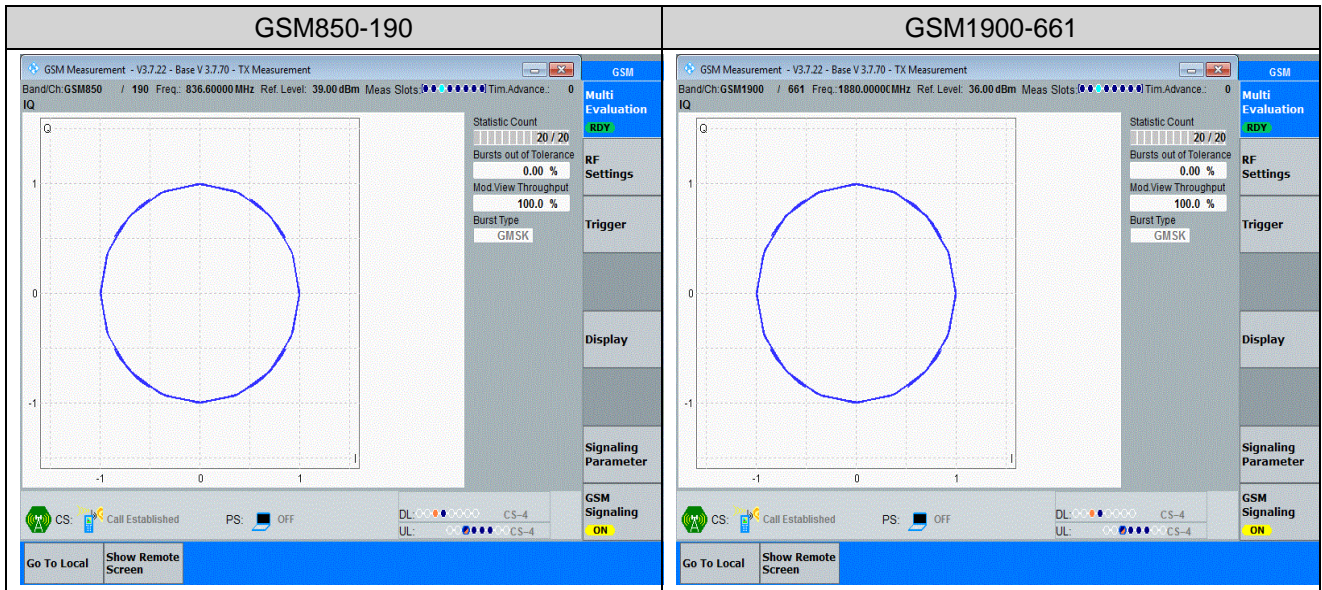 GSM850-190
GSM1900-661
GSM Measurement - V3.7.22 - Base V 3.7.70 - TX Measurement
GSM
Band/Ch:GSM850 / 190 Freq.: 836.60000 MHz Ref. Level: 39.00 dBm Meas Slots: Tim.Advance.: 0
IQ
Multi
Evaluation
RDY
Q
Statistic Count
20 / 20
Bursts out of Tolerance
0.00 %
Mod.View Throughput
100.0 %
Burst Type
GMSK
RF
Settings
Trigger
Display
1
0
-1
I
-1 0 1
Signaling
Parameter
GSM
Signaling
ON
CS: Call Established PS: OFF
DL: CS-4
UL: CS-4
Go To Local
Show Remote
Screen
GSM Measurement - V3.7.22 - Base V 3.7.70 - TX Measurement
GSM
Band/Ch:GSM1900 / 661 Freq.:1880.0000 MHz Ref. Level: 36.00 dBm Meas Slots: Tim.Advance.: 0
IQ
Multi
Evaluation
RDY
Q
Statistic Count
20 / 20
Bursts out of Tolerance
0.00 %
Mod.View Throughput
100.0 %
Burst Type
GMSK
RF
Settings
Trigger
Display
1
0
-1
I
-1 0 1
Signaling
Parameter
GSM
Signaling
ON
CS: Call Established PS: OFF
DL: CS-4
UL: CS-4
Go To Local
Show Remote
Screen